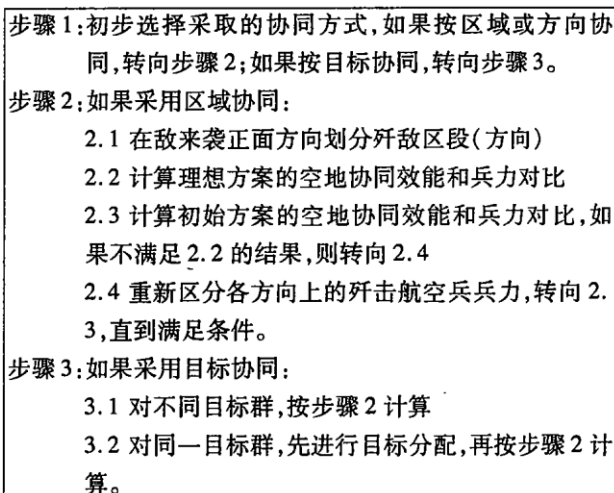 步骤1:初步选择采取的协同方式,如果按区域或方向协
同,转向步骤2;如果按目标协同,转向步骤3。
步骤2:如果采用区域协同:
2.1 在敌来袭正面方向划分歼敌区段(方向)
2.2 计算理想方案的空地协同效能和兵力对比
2.3 计算初始方案的空地协同效能和兵力对比,如
果不满足2.2的结果,则转向2.4
2.4 重新区分各方向上的歼击航空兵兵力,转向2.
3,直到满足条件。
步骤3:如果采用目标协同:
3.1 对不同目标群,按步骤2计算
3.2 对同一目标群,先进行目标分配,再按步骤2计
算。